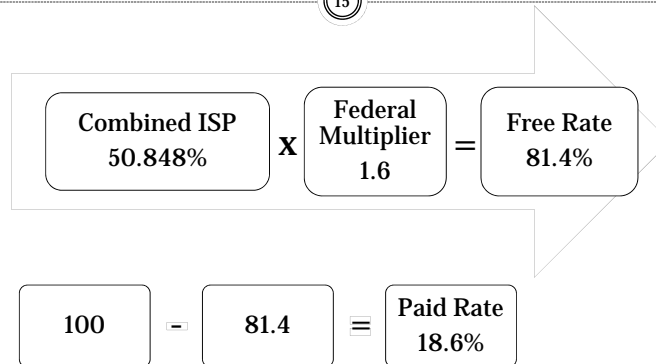 15
Combined ISP
50.848%
x
Federal
Multiplier
1.6
=
Free Rate
81.4%
100
-
81.4
=
Paid Rate
18.6%